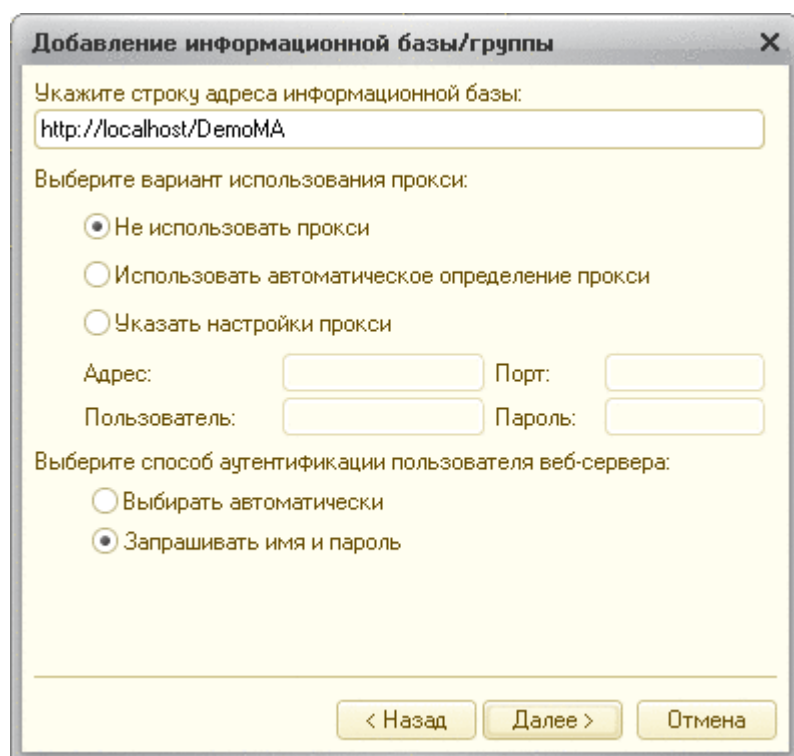 Добавление информационной базы/группы
Укажите строку адреса информационной базы:
http://localhost/DemoMA
Выберите вариант использования прокси:
Не использовать прокси
Использовать автоматическое определение прокси
Указать настройки прокси
Адрес: Порт:
Пользователь: Пароль:
Выберите способ аутентификации пользователя веб-сервера:
Выбирать автоматически
Запрашивать имя и пароль
< Назад Далее > Отмена